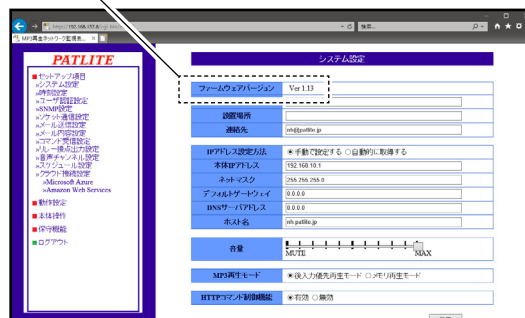 http://192.168.157.8/
検索...
MP3再生ネットワーク監視表...
PATLITE
システム設定
■セットアップ項目
»システム設定
»時刻設定
»ユーザ認証設定
»SNMP設定
»ソケット通信設定
»メール送信設定
»メール内容設定
»コマンド受信設定
»リレー接点出力設定
»音声チャンネル設定
»スケジュール設定
»クラウド接続設定
»Microsoft Azure
»Amazon Web Services
■動作設定
■本体操作
■保守機能
■ログアウト
ファームウェアバージョン Ver 1.13
設置場所
連絡先 nh@patlite.jp
IPアドレス設定方法 ◉手動で設定する ○自動的に取得する
本体IPアドレス 192.168.10.1
ネットマスク 255.255.255.0
デフォルトゲートウェイ 0.0.0.0
DNSサーバアドレス 0.0.0.0
ホスト名 nh.patlite.jp
音量 MUTE MAX
MP3再生モード ◉後入力優先再生モード ○メモリ再生モード
HTTPコマンド制御機能 ◉有効 ○無効